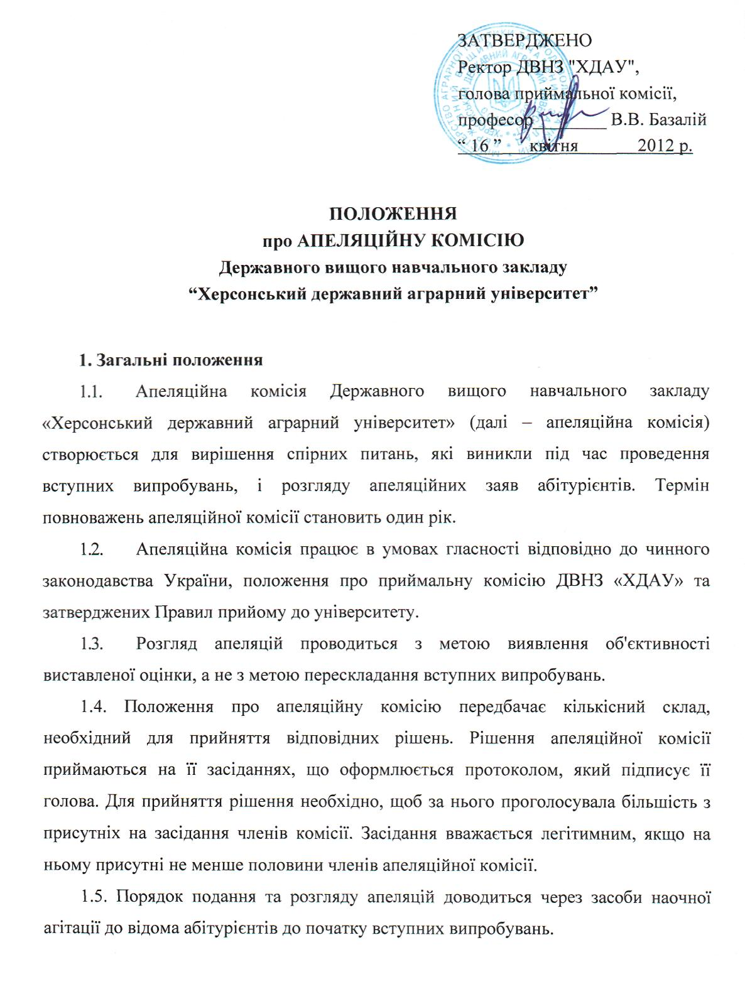 ЗАТВЕРДЖЕНО
Ректор ДВНЗ "ХДАУ",
голова приймальної комісії,
професор________ В.В. Базалій
“ 16 ” квітня 2012 р.
ПОЛОЖЕННЯ
про АПЕЛЯЦІЙНУ КОМІСІЮ
Державного вищого навчального закладу
“Херсонський державний аграрний університет”
1. Загальні положення
1.1. Апеляційна комісія Державного вищого навчального закладу
«Херсонський державний аграрний університет» (далі – апеляційна комісія)
створюється для вирішення спірних питань, які виникли під час проведення
вступних випробувань, і розгляду апеляційних заяв абітурієнтів. Термін
повноважень апеляційної комісії становить один рік.
1.2. Апеляційна комісія працює в умовах гласності відповідно до чинного
законодавства України, положення про приймальну комісію ДВНЗ «ХДАУ» та
затверджених Правил прийому до університету.
1.3. Розгляд апеляцій проводиться з метою виявлення об'єктивності
виставленої оцінки, а не з метою перескладання вступних випробувань.
1.4. Положення про апеляційну комісію передбачає кількісний склад,
необхідний для прийняття відповідних рішень. Рішення апеляційної комісії
приймаються на її засіданнях, що оформлюється протоколом, який підписує її
голова. Для прийняття рішення необхідно, щоб за нього проголосувала більшість з
присутніх на засідання членів комісії. Засідання вважається легітимним, якщо на
ньому присутні не менше половини членів апеляційної комісії.
1.5. Порядок подання та розгляду апеляцій доводиться через засоби наочної
агітації до відома абітурієнтів до початку вступних випробувань.